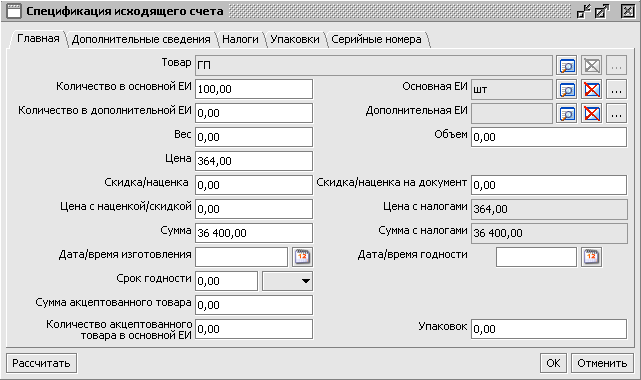 Спецификация исходящего счета
Главная Дополнительные сведения Налоги Упаковки Серийные номера
Товар ГП ...
Количество в основной ЕИ 100,00 Основная ЕИ шт ...
Количество в дополнительной ЕИ 0,00 Дополнительная ЕИ ...
Вес 0,00 Объем 0,00
Цена 364,00
Скидка/наценка 0,00 Скидка/наценка на документ 0,00
Цена с наценкой/скидкой 0,00 Цена с налогами 364,00
Сумма 36 400,00 Сумма с налогами 36 400,00
Дата/время изготовления 12 Дата/время годности 12
Срок годности 0,00
Сумма акцептованного товара 0,00
Количество акцептованного
товара в основной ЕИ 0,00 Упаковок 0,00
Рассчитать OK Отменить